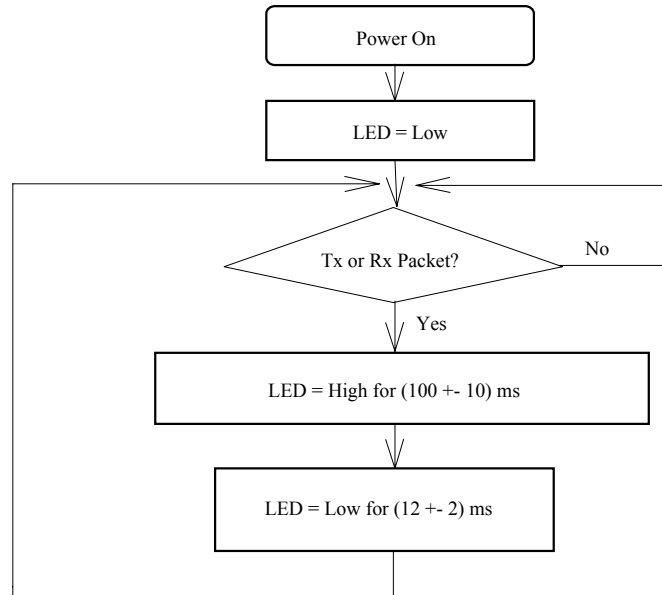 Power On
LED = Low
Tx or Rx Packet?
No
Yes
LED = High for (100 +- 10) ms
LED = Low for (12 +- 2) ms